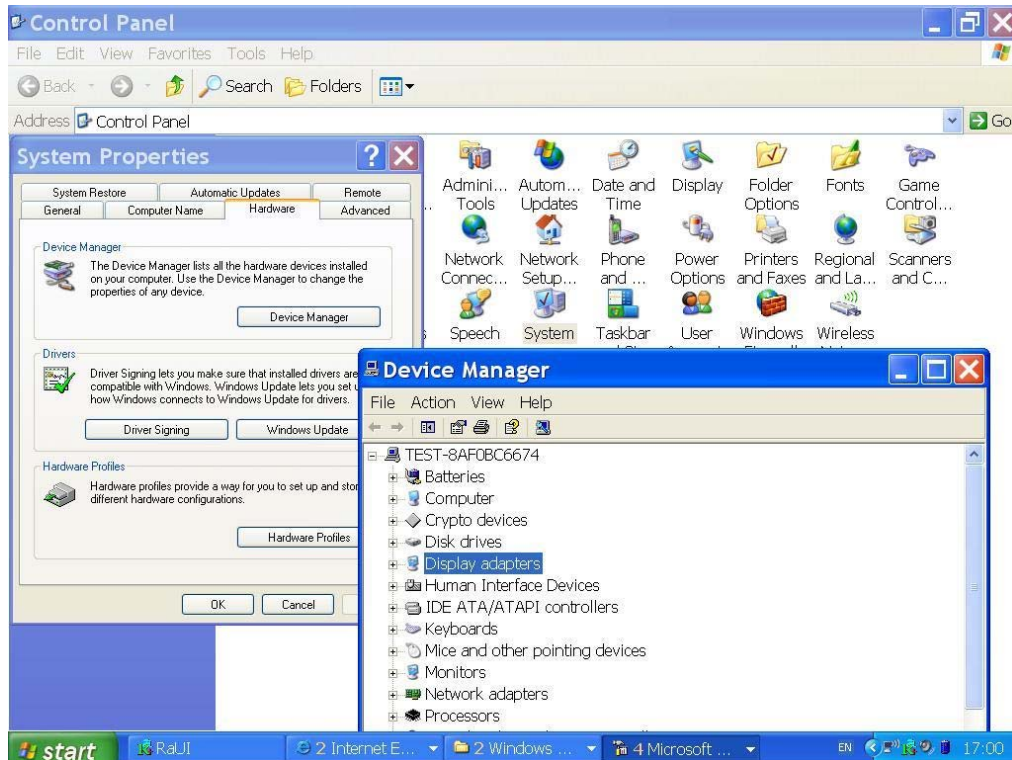 Control Panel
File Edit View Favorites Tools Help
Back Search Folders
Address Control Panel Go
System Properties
System Restore Automatic Updates Remote
General Computer Name Hardware Advanced
Device Manager
The Device Manager lists all the hardware devices installed
on your computer. Use the Device Manager to change the
properties of any device.
Device Manager
Drivers
Driver Signing lets you make sure that installed drivers are
compatible with Windows. Windows Update lets you set
how Windows connects to Windows Update for drivers.
Driver Signing Windows Update
Hardware Profiles
Hardware profiles provide a way for you to set up and
different hardware configurations.
Hardware Profiles
OK Cancel
Admini... Autom... Date and Display Folder Fonts Game
Tools Updates Time Options Control...
Network Network Phone Power Printers Regional Scanners
Connec... Setup... and ... Options and Faxes and La... and C...
Speech System Taskbar User Windows Wireless
Device Manager
File Action View Help
TEST-8AF0BC6674
Batteries
Computer
Crypto devices
Disk drives
Display adapters
Human Interface Devices
IDE ATA/ATAPI controllers
Keyboards
Mice and other pointing devices
Monitors
Network adapters
Processors
start RaUI 2 Internet E... 2 Windows ... 4 Microsoft ... EN 17:00